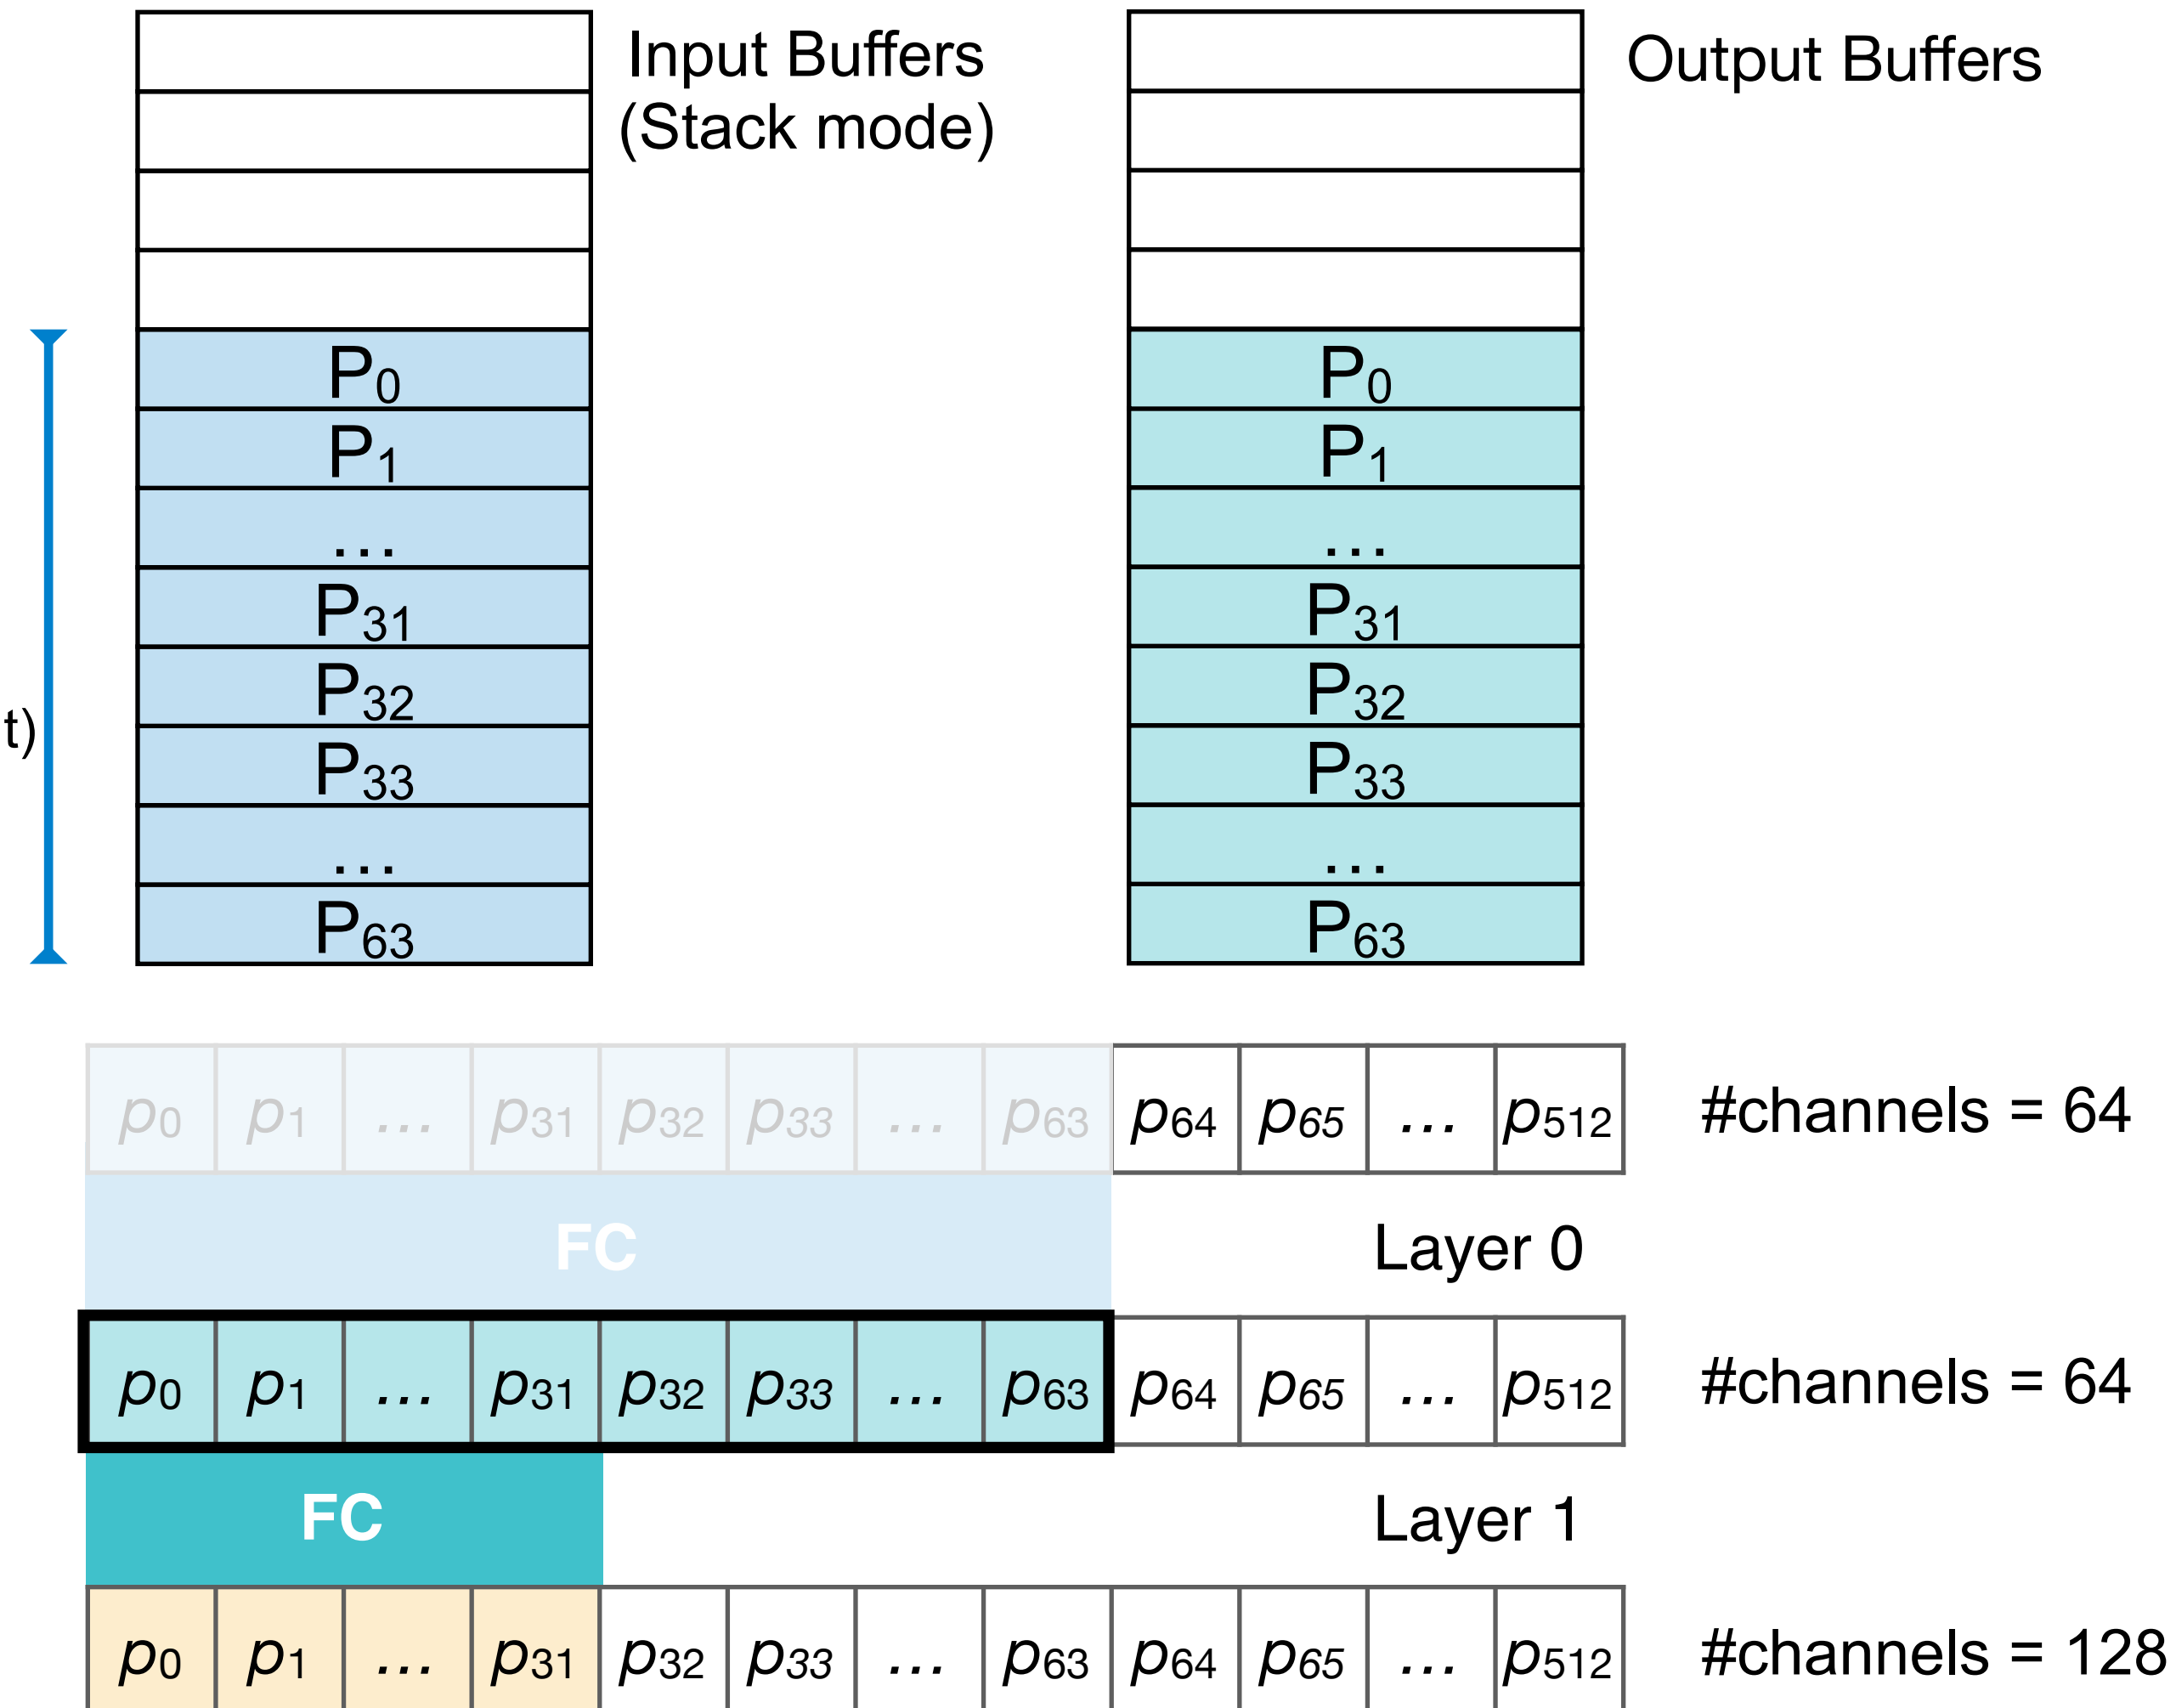 Input Buffers
(Stack mode)
Output Buffers
P0
P1
...
P31
P32
P33
...
P63
t)
P0
P1
...
P31
P32
P33
...
P63
p0 p1 ... p31 p32 p33 ... p63 p64 p65 ... p512 #channels = 64
FC Layer 0
p0 p1 ... p31 p32 p33 ... p63 p64 p65 ... p512 #channels = 64
FC Layer 1
p0 p1 ... p31 p32 p33 ... p63 p64 p65 ... p512 #channels = 128